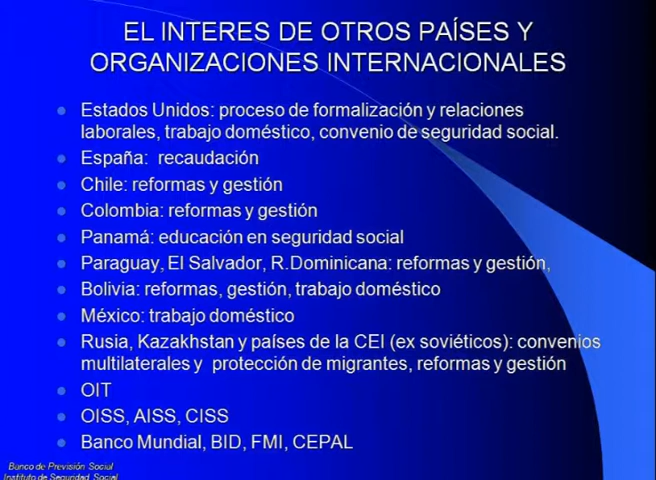 EL INTERES DE OTROS PAÍSES Y
ORGANIZACIONES INTERNACIONALES
Estados Unidos: proceso de formalización y relaciones
laborales, trabajo doméstico, convenio de seguridad social.
España: recaudación
Chile: reformas y gestión
Colombia: reformas y gestión
Panamá: educación en seguridad social
Paraguay, El Salvador, R.Dominicana: reformas y gestión,
Bolivia: reformas, gestión, trabajo doméstico
México: trabajo doméstico
Rusia, Kazakhstan y países de la CEI (ex soviéticos): convenios
multilaterales y protección de migrantes, reformas y gestión
OIT
OISS, AISS, CISS
Banco Mundial, BID, FMI, CEPAL
Banco de Previsión Social
Instituto de Seguridad Social